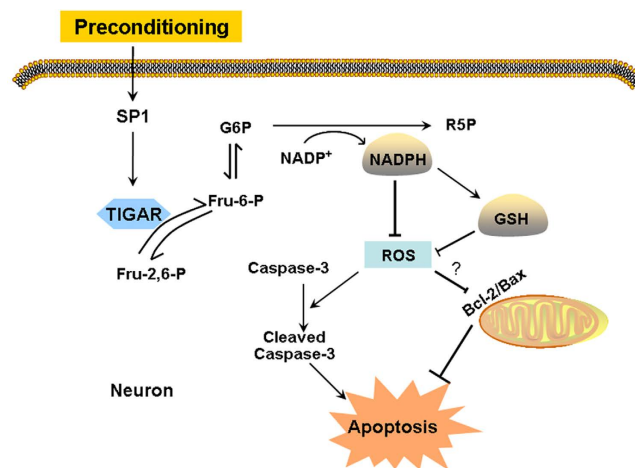 Preconditioning
SP1
G6P
R5P
NADP+
NADPH
TIGAR
Fru-6-P
GSH
Fru-2,6-P
Caspase-3
ROS
?
Bcl-2/Bax
Cleaved
Caspase-3
Neuron
Apoptosis